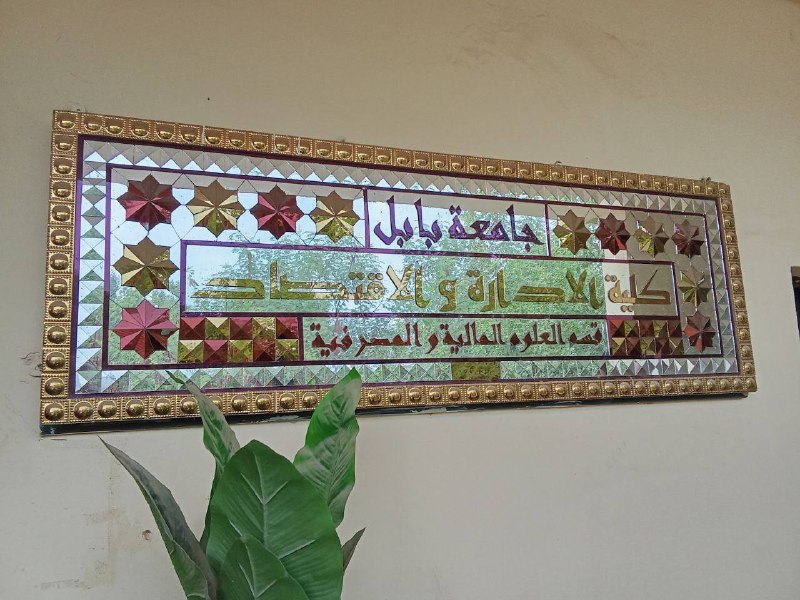 جامعة بابل
كلية الادارة و الاقتصاد
قسم العلوم المالية و المصرفية